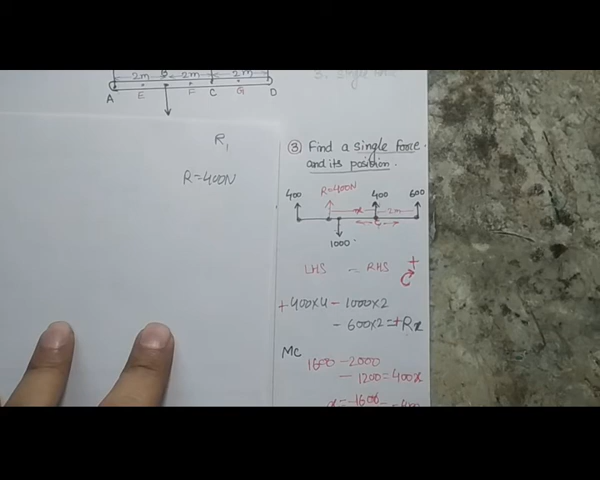 2m B 2m 2m
A E F C G D
R₁
R=400N
③ Find a single force
and its position.
R=400N
400 400 600
x 2m
C
1000
LHS = RHS +
+400×4 - 1000×2
- 600×2=+Rx
MC
1600 - 2000
- 1200=400x